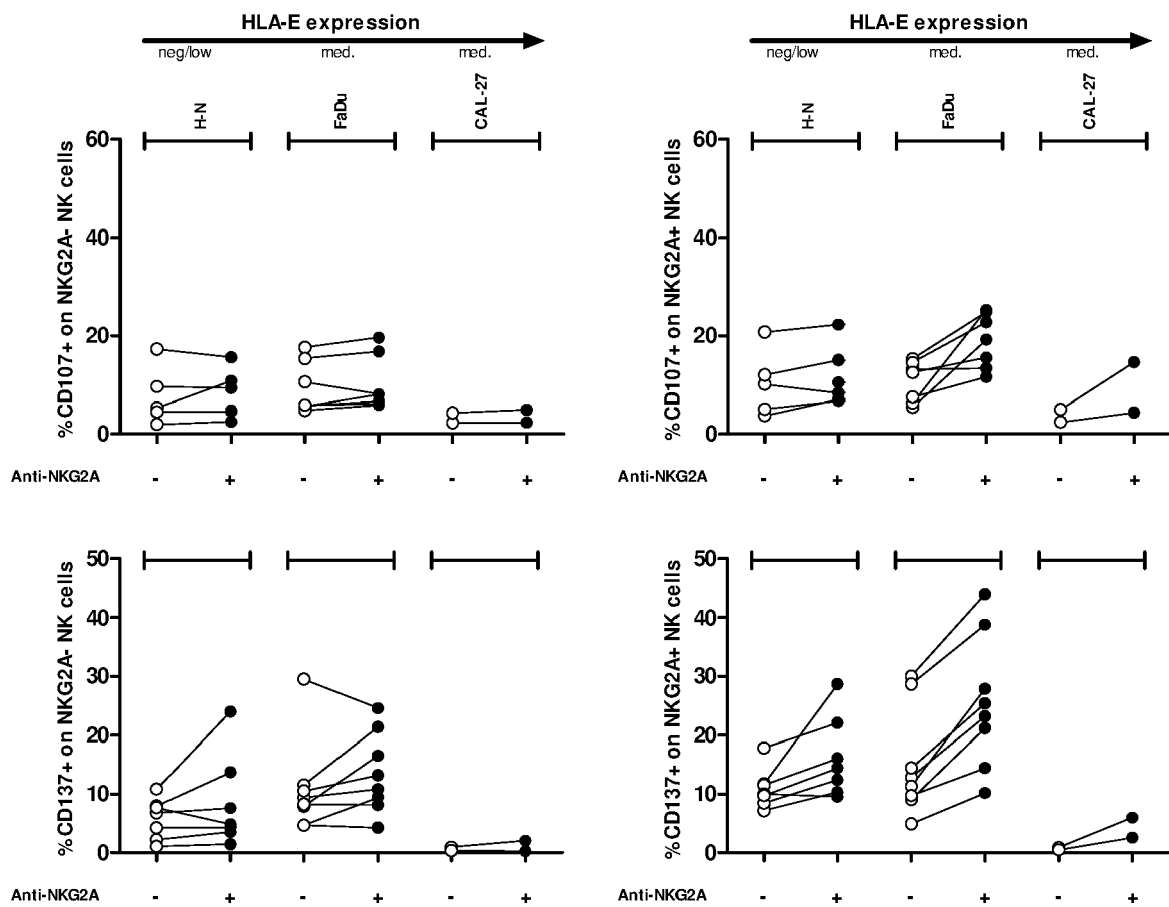 HLA-E expression
neg/low med. med.
H-N FaDu CAL-27
%CD107+ on NKG2A- NK cells
60
40
20
0
Anti-NKG2A - + - + - +
HLA-E expression
neg/low med. med.
H-N FaDu CAL-27
%CD107+ on NKG2A+ NK cells
60
40
20
0
Anti-NKG2A - + - + - +
%CD137+ on NKG2A- NK cells
50
40
30
20
10
0
Anti-NKG2A - + - + - +
%CD137+ on NKG2A+ NK cells
50
40
30
20
10
0
Anti-NKG2A - + - + - +